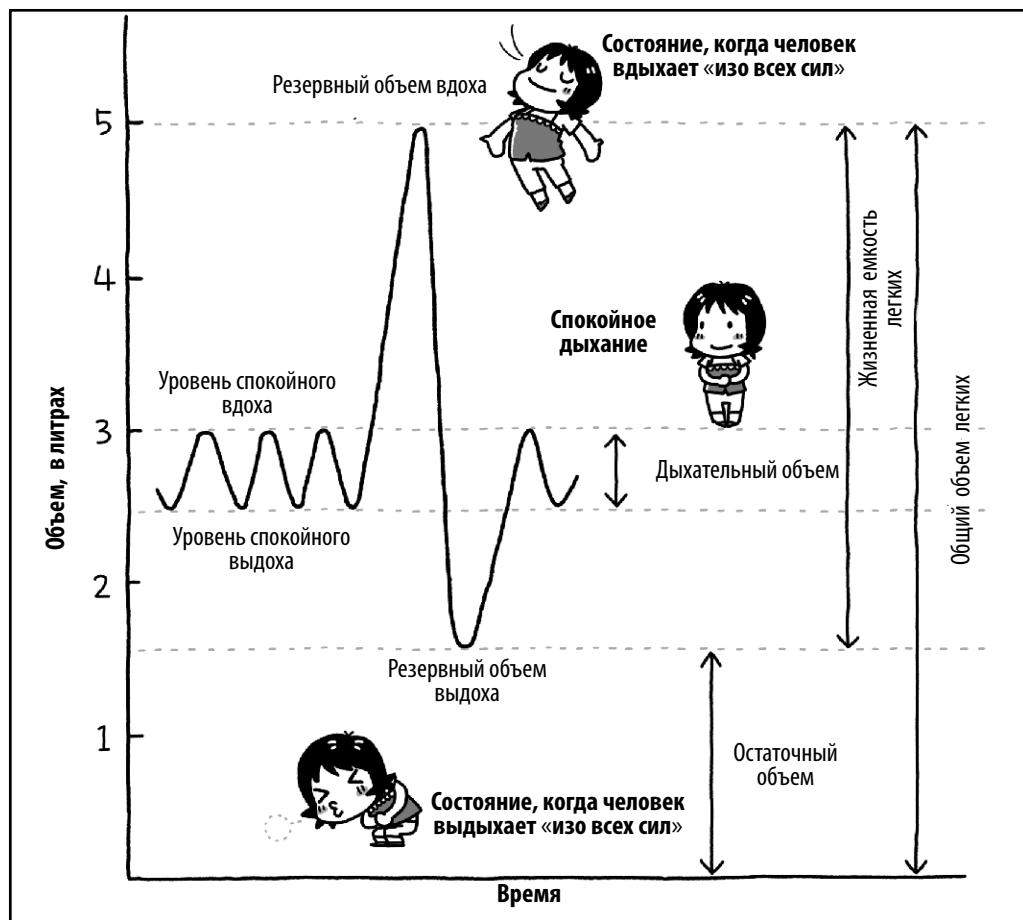 Состояние, когда человек
вдыхает «изо всех сил»
Резервный объем вдоха
5
4
Жизненная емкость
легких
Спокойное
дыхание
Уровень спокойного
вдоха
3
Дыхательный объем
Объем, в литрах
Общий объем легких
Уровень спокойного
выдоха
2
Резервный объем
выдоха
1
Остаточный
объем
Состояние, когда человек
выдыхает «изо всех сил»
Время